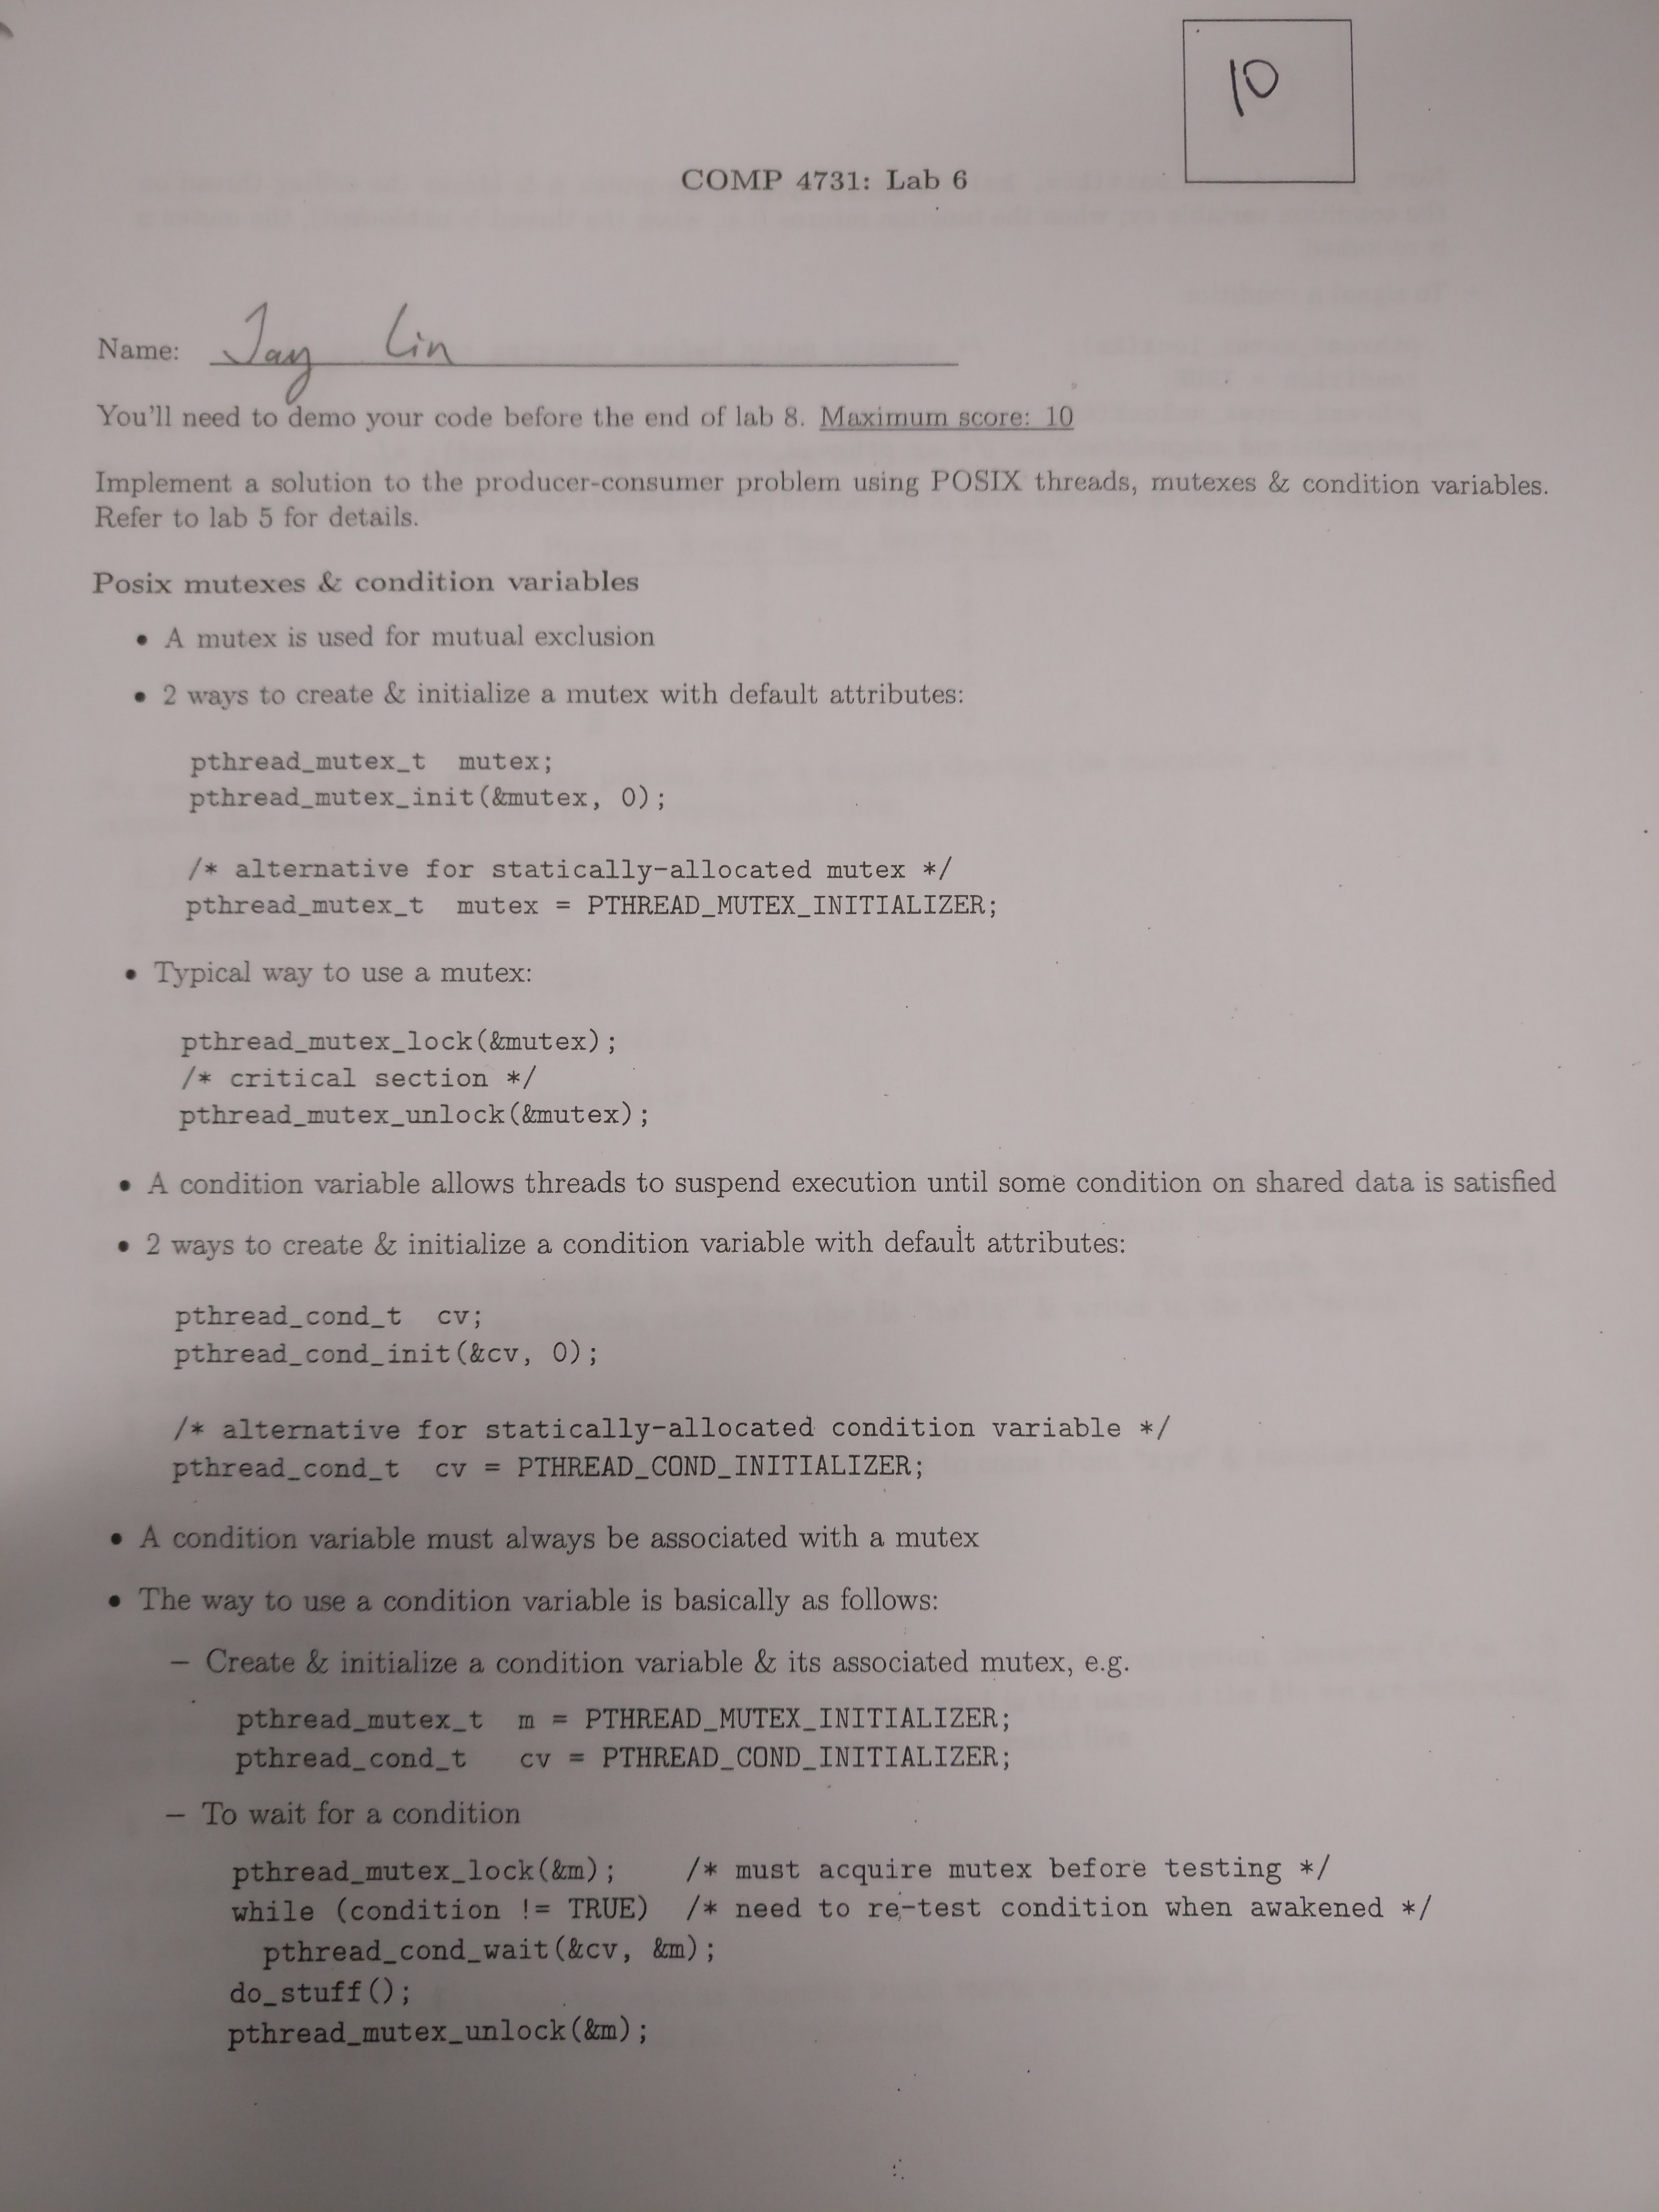 10
COMP 4731: Lab 6
Name: Jay Lin
You'll need to demo your code before the end of lab 8. Maximum score: 10
Implement a solution to the producer-consumer problem using POSIX threads, mutexes & condition variables.
Refer to lab 5 for details.
Posix mutexes & condition variables
• A mutex is used for mutual exclusion
• 2 ways to create & initialize a mutex with default attributes:
pthread_mutex_t  mutex;
pthread_mutex_init(&mutex, 0);
/* alternative for statically-allocated mutex */
pthread_mutex_t  mutex = PTHREAD_MUTEX_INITIALIZER;
• Typical way to use a mutex:
pthread_mutex_lock(&mutex);
/* critical section */
pthread_mutex_unlock(&mutex);
• A condition variable allows threads to suspend execution until some condition on shared data is satisfied
• 2 ways to create & initialize a condition variable with default attributes:
pthread_cond_t  cv;
pthread_cond_init(&cv, 0);
/* alternative for statically-allocated condition variable */
pthread_cond_t  cv = PTHREAD_COND_INITIALIZER;
• A condition variable must always be associated with a mutex
• The way to use a condition variable is basically as follows:
– Create & initialize a condition variable & its associated mutex, e.g.
pthread_mutex_t  m = PTHREAD_MUTEX_INITIALIZER;
pthread_cond_t   cv = PTHREAD_COND_INITIALIZER;
– To wait for a condition
pthread_mutex_lock(&m);    /* must acquire mutex before testing */
while (condition != TRUE)  /* need to re-test condition when awakened */
pthread_cond_wait(&cv, &m);
do_stuff();
pthread_mutex_unlock(&m);